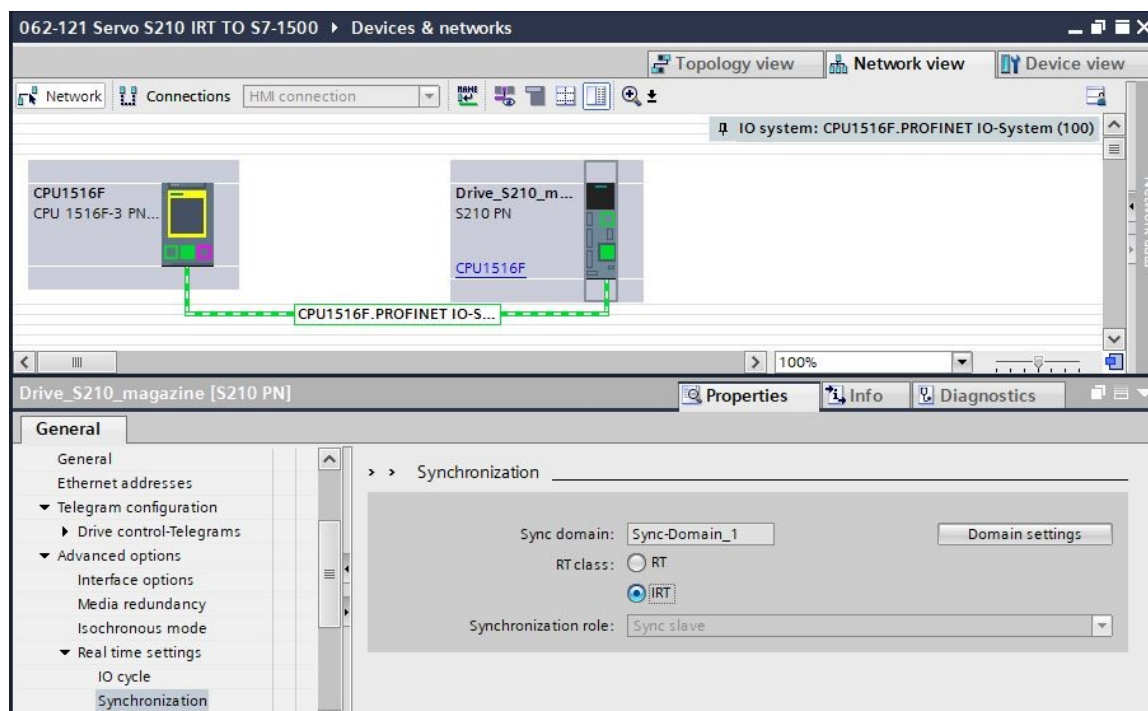 062-121 Servo S210 IRT TO S7-1500 ▸ Devices & networks
Topology view Network view Device view
Network Connections HMI connection
IO system: CPU1516F.PROFINET IO-System (100)
CPU1516F
CPU 1516F-3 PN...
Drive_S210_m...
S210 PN
CPU1516F
CPU1516F.PROFINET IO-S...
100%
Drive_S210_magazine [S210 PN]
Properties Info Diagnostics
General
General
Ethernet addresses
Telegram configuration
Drive control-Telegrams
Advanced options
Interface options
Media redundancy
Isochronous mode
Real time settings
IO cycle
Synchronization
> > Synchronization
Sync domain: Sync-Domain_1 Domain settings
RT class: RT
IRT
Synchronization role: Sync slave